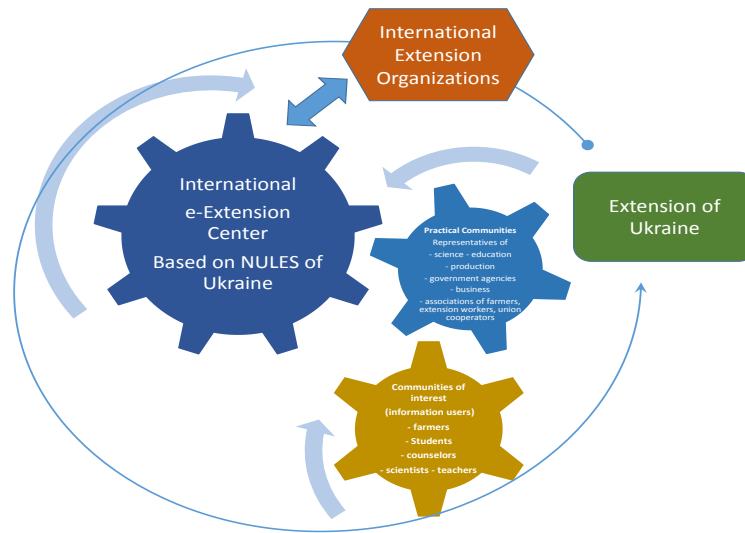 International
Extension
Organizations
International
e-Extension
Center
Based on NULES of
Ukraine
Extension of
Ukraine
Practical Communities
Representatives of
- science - education
- production
- government agencies
- business
- associations of farmers,
extension workers, union
cooperators
Communities of
interest
(information users)
- farmers
- Students
- counselors
- scientists - teachers